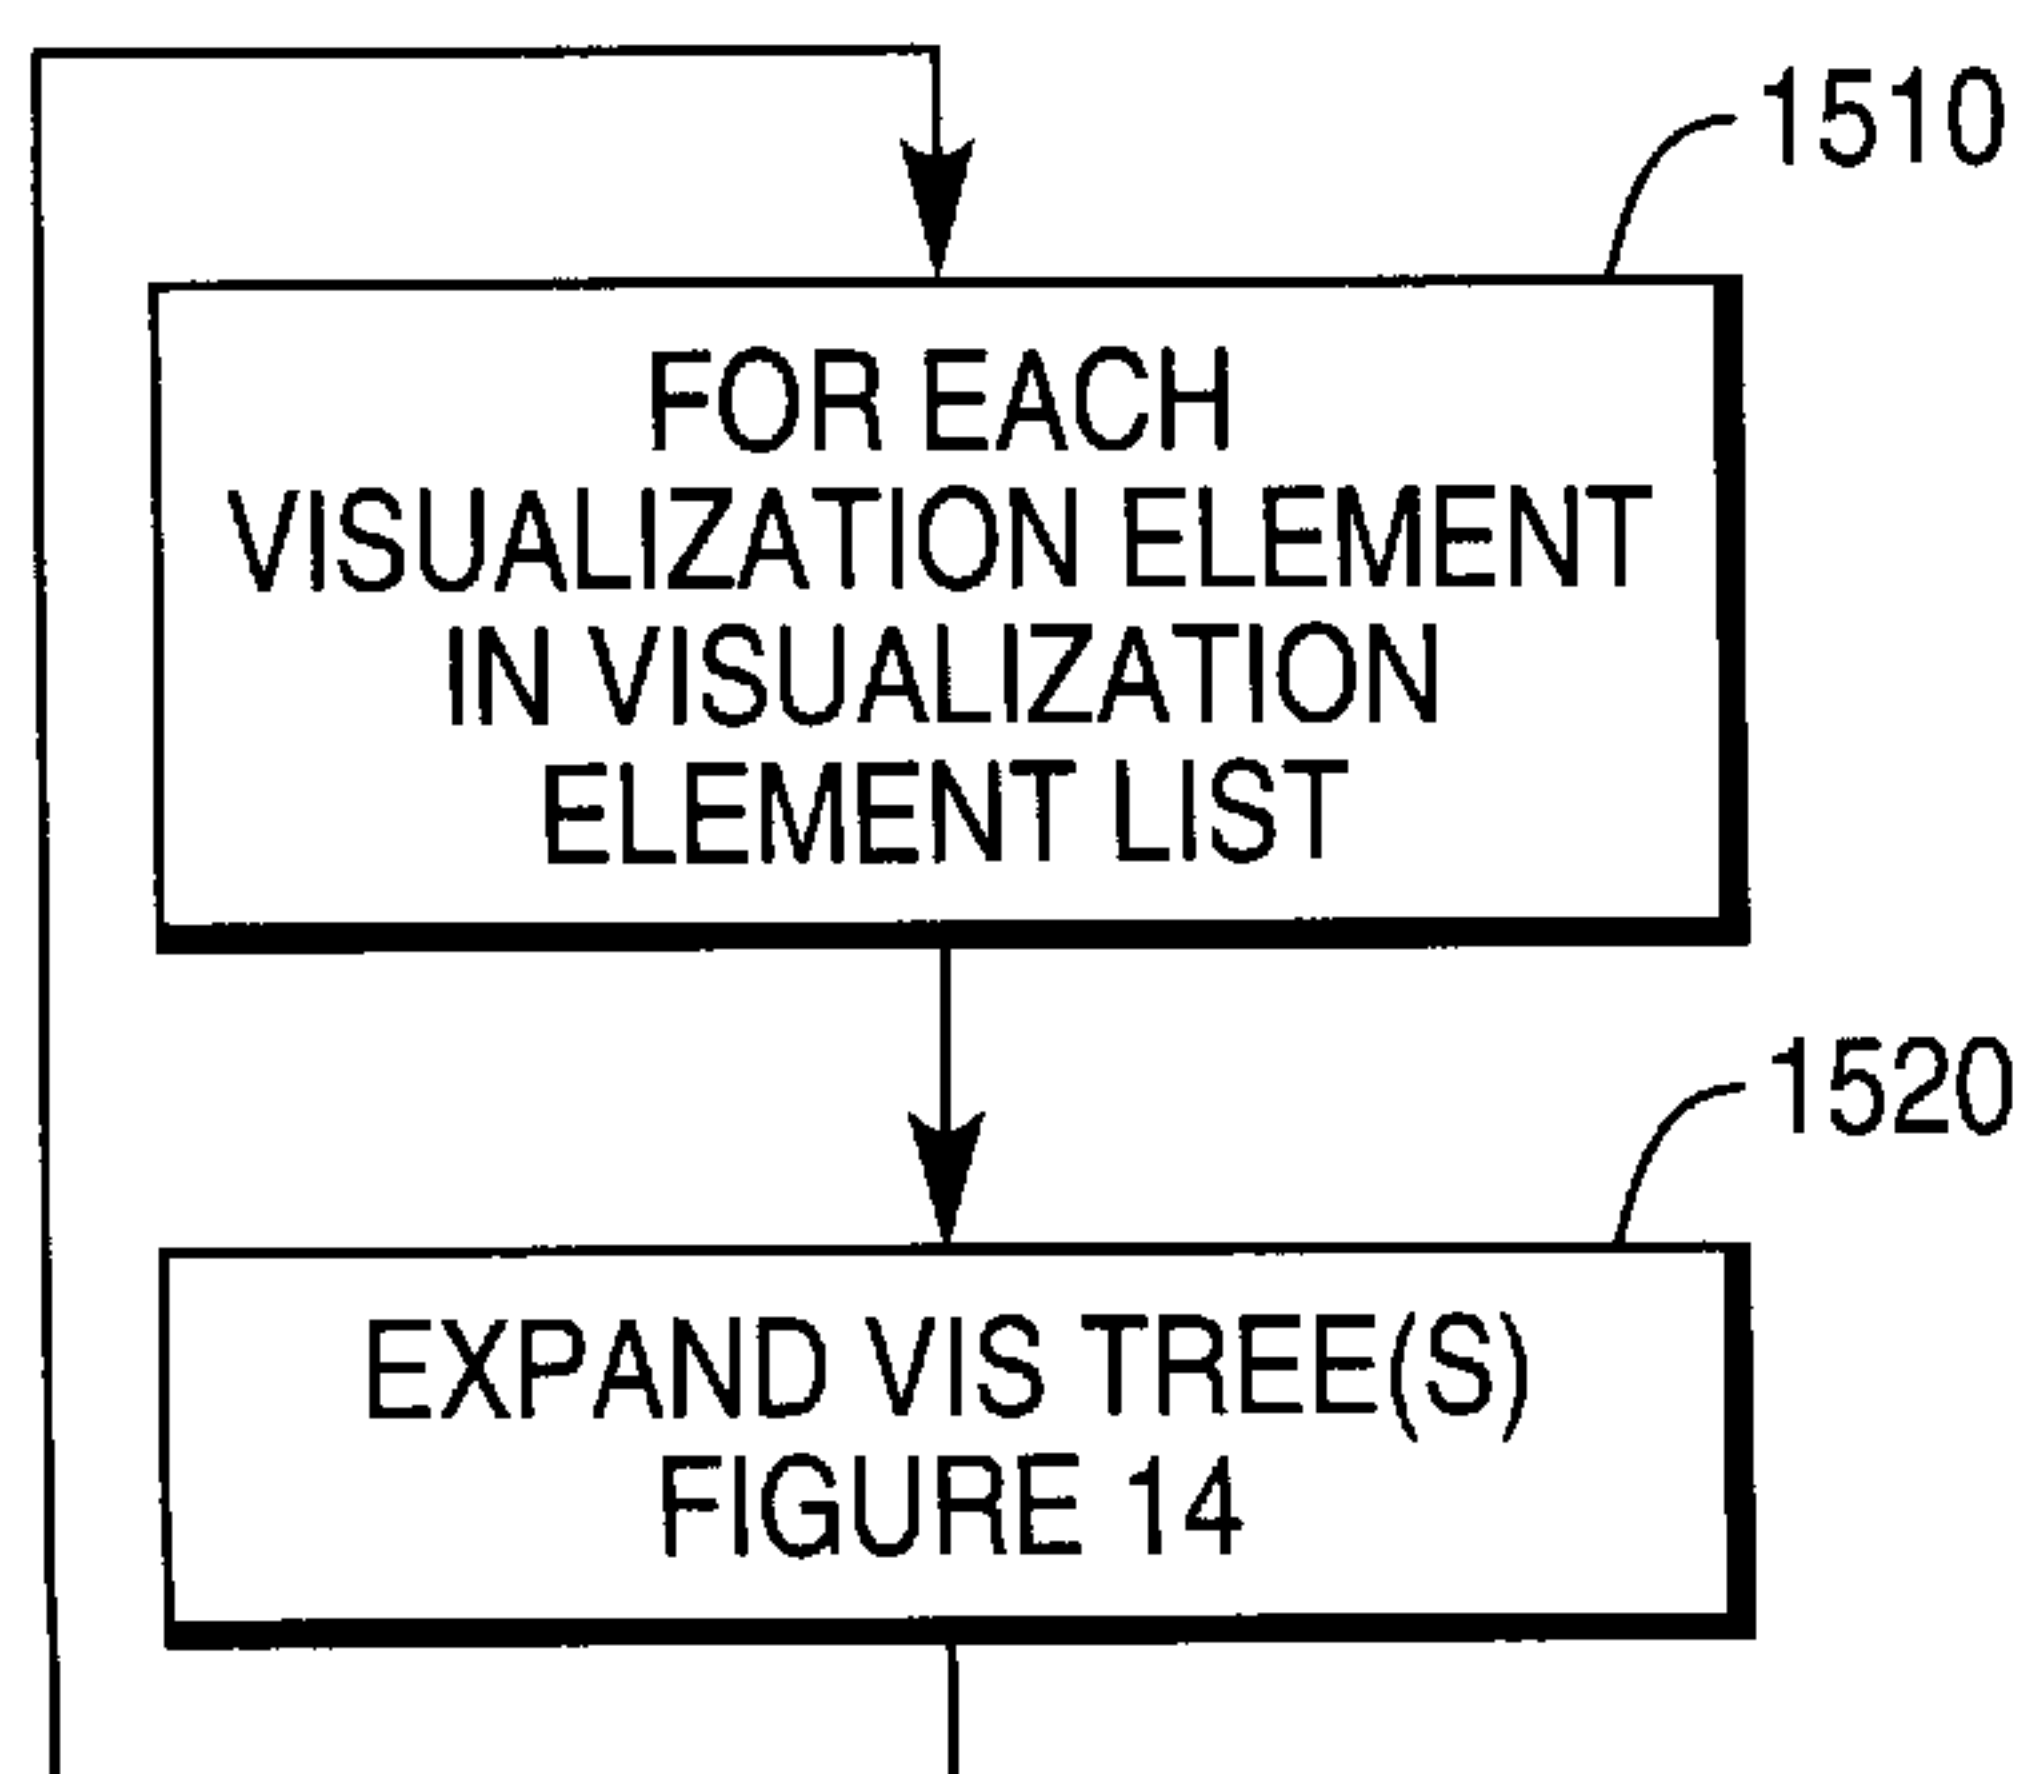 1510
FOR EACH
VISUALIZATION ELEMENT
IN VISUALIZATION
ELEMENT LIST
1520
EXPAND VIS TREE(S)
FIGURE 14